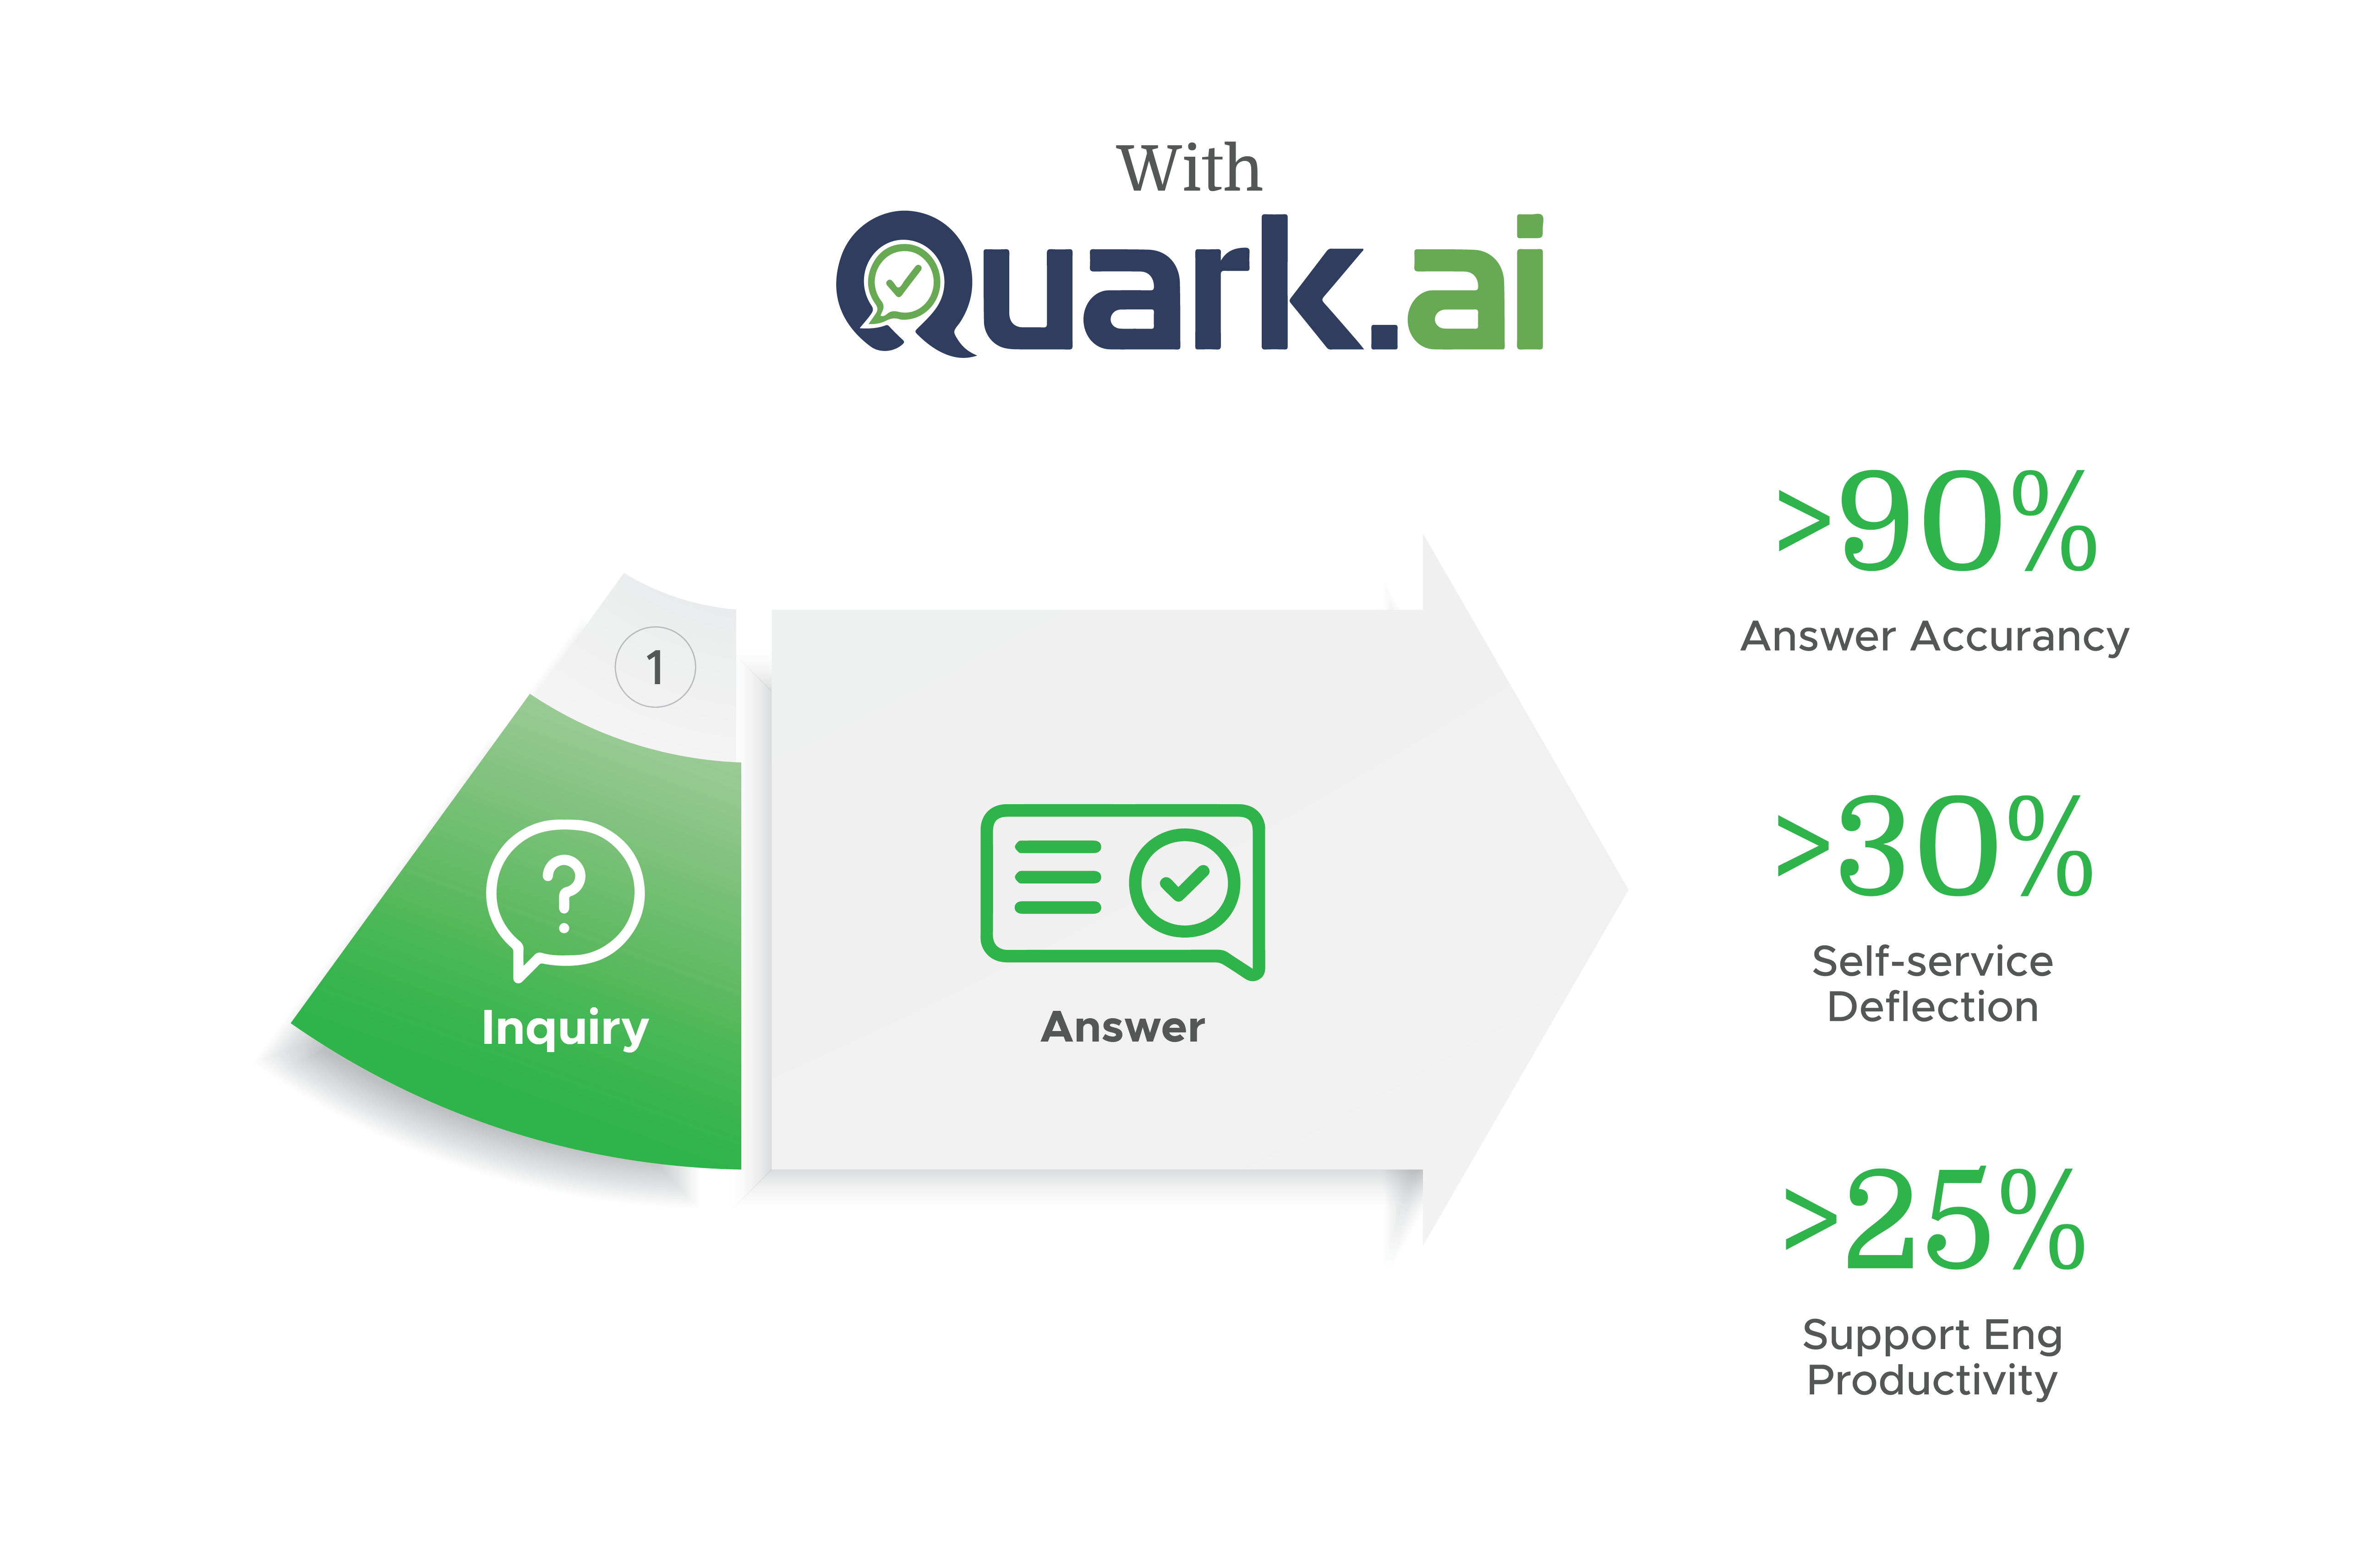 With
Quark.ai
1
Inquiry
Answer
>90%
Answer Accurancy
>30%
Self-service
Deflection
>25%
Support Eng
Productivity